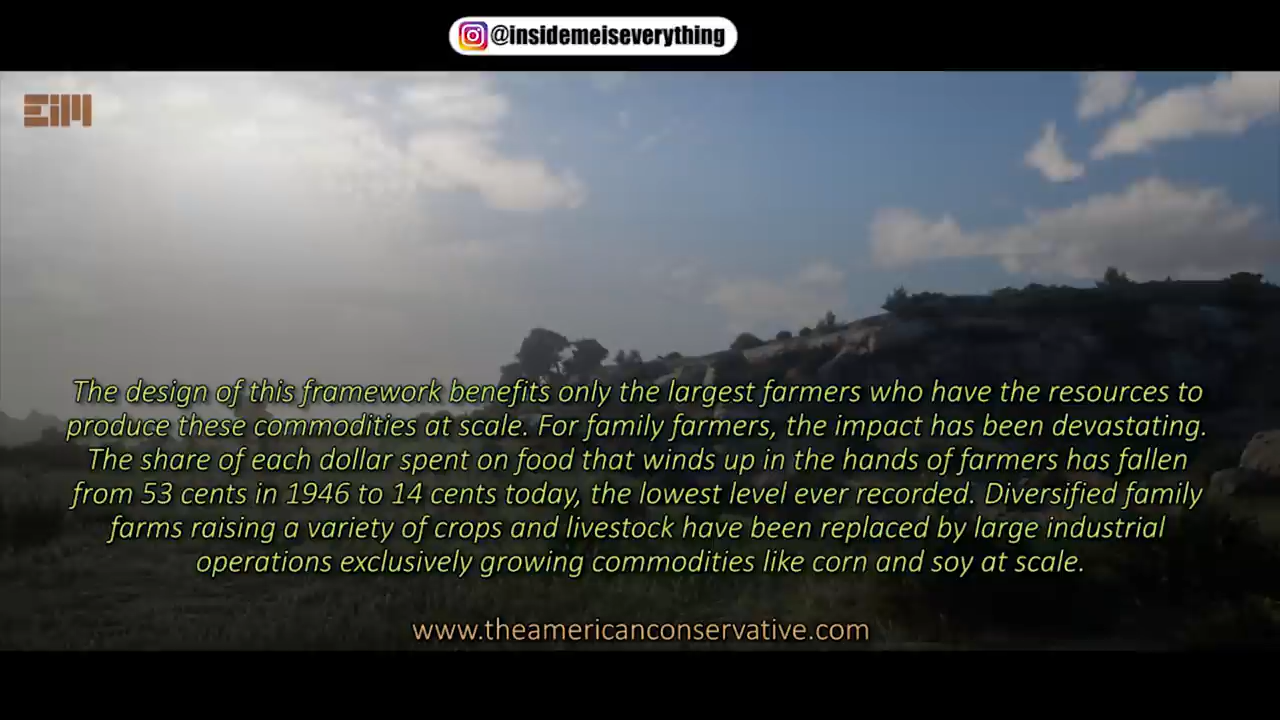 @insidemeiseverything
EiM
The design of this framework benefits only the largest farmers who have the resources to
produce these commodities at scale. For family farmers, the impact has been devastating.
The share of each dollar spent on food that winds up in the hands of farmers has fallen
from 53 cents in 1946 to 14 cents today, the lowest level ever recorded. Diversified family
farms raising a variety of crops and livestock have been replaced by large industrial
operations exclusively growing commodities like corn and soy at scale.
www.theamericanconservative.com